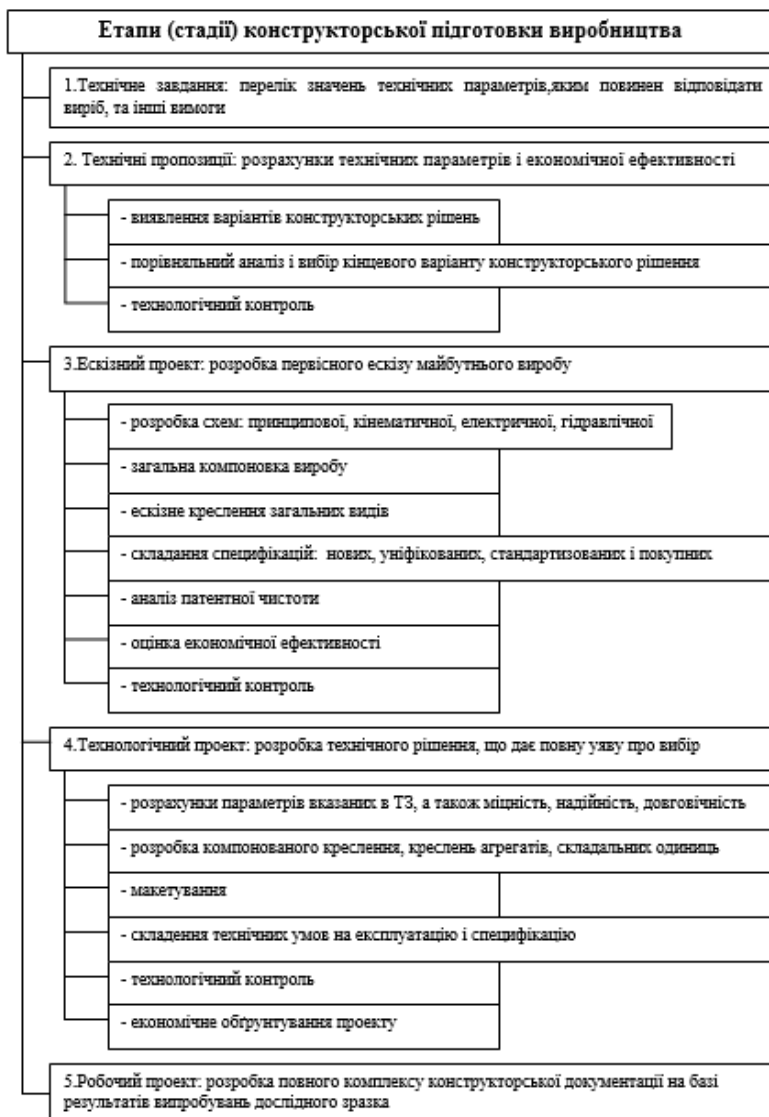 Етапи (стадії) конструкторської підготовки виробництва
1.Технічне завдання: перелік значень технічних параметрів,яким повинен відповідати
виріб, та інші вимоги
2. Технічні пропозиції: розрахунки технічних параметрів і економічної ефективності
- виявлення варіантів конструкторських рішень
- порівняльний аналіз і вибір кінцевого варіанту конструкторського рішення
- технологічний контроль
3.Ескізний проект: розробка первісного ескізу майбутнього виробу
- розробка схем: принципової, кінематичної, електричної, гідравлічної
- загальна компоновка виробу
- ескізне креслення загальних видів
- складання специфікацій: нових, уніфікованих, стандартизованих і покупних
- аналіз патентної чистоти
- оцінка економічної ефективності
- технологічний контроль
4.Технологічний проект: розробка технічного рішення, що дає повну уяву про вибір
- розрахунки параметрів вказаних в ТЗ, а також міцність, надійність, довговічність
- розробка компонованого креслення, креслень агрегатів, складальних одиниць
- макетування
- складення технічних умов на експлуатацію і специфікацію
- технологічний контроль
- економічне обґрунтування проекту
5.Робочий проект: розробка повного комплексу конструкторської документації на базі
результатів випробувань дослідного зразка